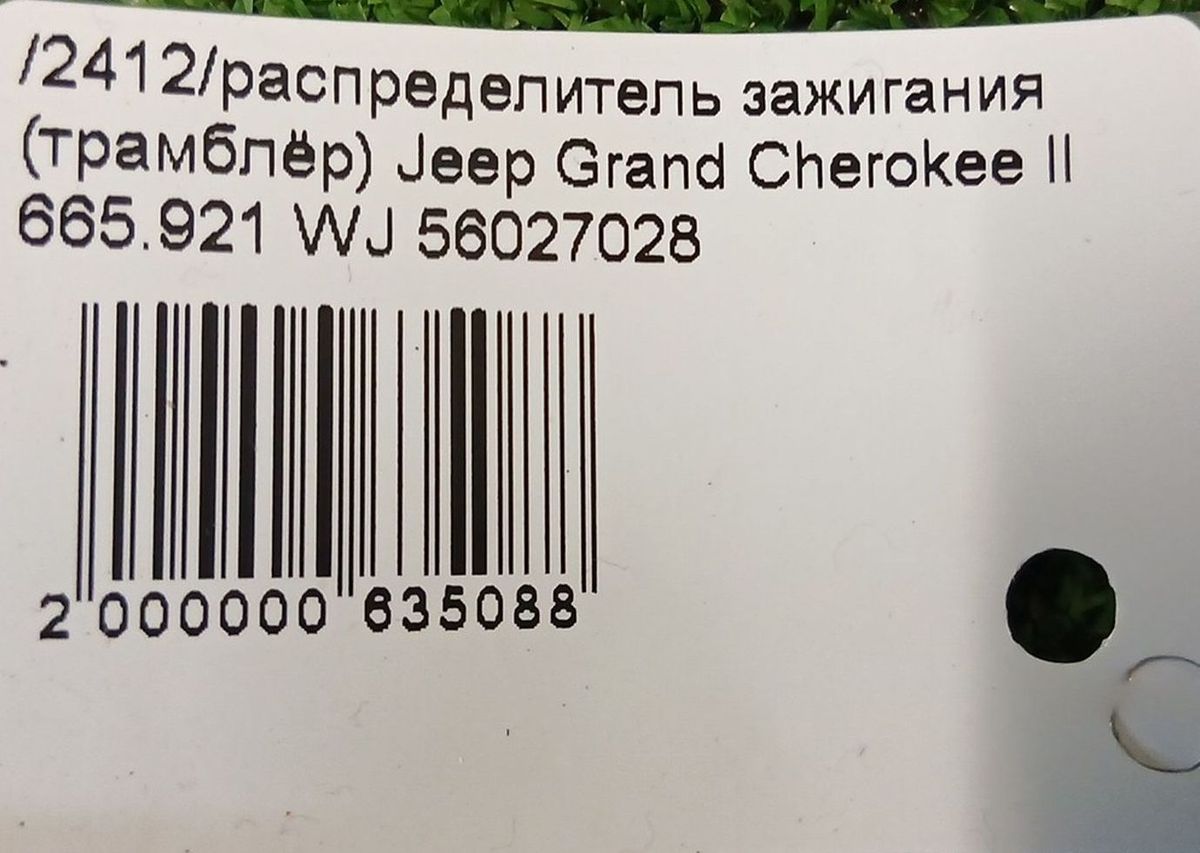 /2412/распределитель зажигания
(трамблёр) Jeep Grand Cherokee II
665.921 WJ 56027028
2 000000 635088